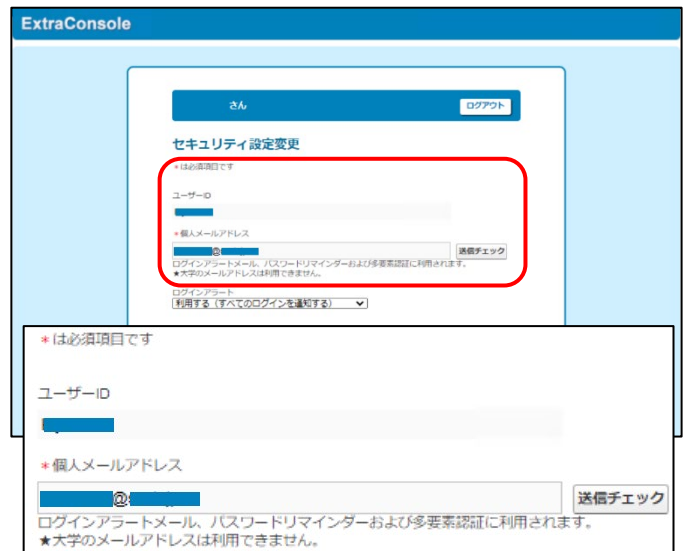 ExtraConsole
さん
ログアウト
セキュリティ設定変更
*は必須項目です
ユーザーID
*個人メールアドレス
@
送信チェック
ログインアラートメール、パスワードリマインダーおよび多要素認証に利用されます。
★大学のメールアドレスは利用できません。
ログインアラート
利用する（すべてのログインを通知する）
*は必須項目です
ユーザーID
*個人メールアドレス
@
送信チェック
ログインアラートメール、パスワードリマインダーおよび多要素認証に利用されます。
★大学のメールアドレスは利用できません。